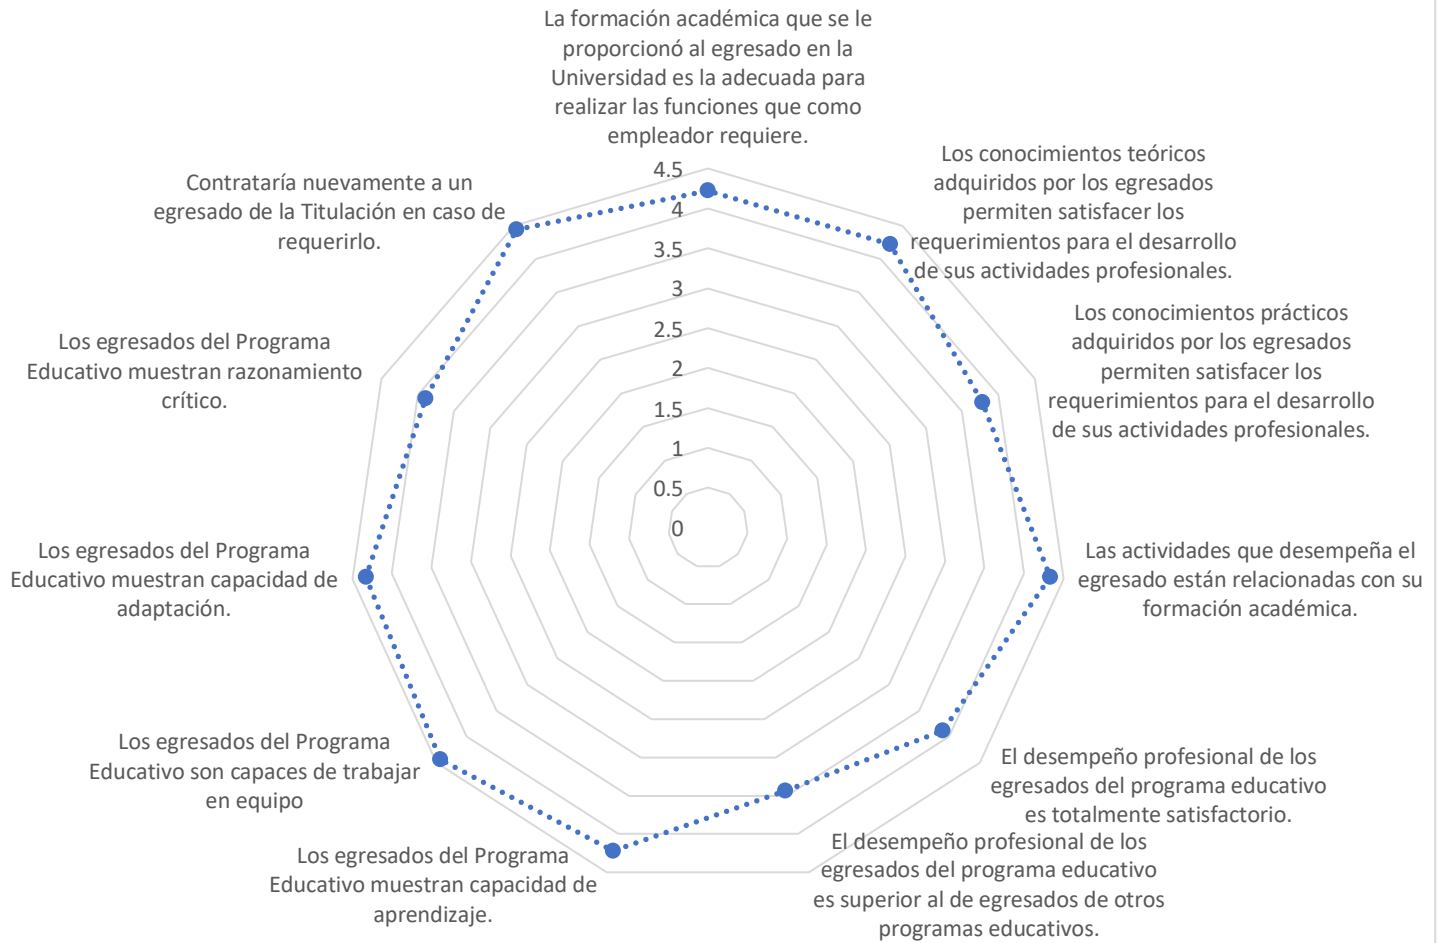 La formación académica que se le
proporcionó al egresado en la
Universidad es la adecuada para
realizar las funciones que como
empleador requiere.
Los conocimientos teóricos
adquiridos por los egresados
permiten satisfacer los
requerimientos para el desarrollo
de sus actividades profesionales.
Los conocimientos prácticos
adquiridos por los egresados
permiten satisfacer los
requerimientos para el desarrollo
de sus actividades profesionales.
Las actividades que desempeña el
egresado están relacionadas con su
formación académica.
El desempeño profesional de los
egresados del programa educativo
es totalmente satisfactorio.
El desempeño profesional de los
egresados del programa educativo
es superior al de egresados de otros
programas educativos.
Los egresados del Programa
Educativo muestran capacidad de
aprendizaje.
Los egresados del Programa
Educativo son capaces de trabajar
en equipo
Los egresados del Programa
Educativo muestran capacidad de
adaptación.
Los egresados del Programa
Educativo muestran razonamiento
crítico.
Contrataría nuevamente a un
egresado de la Titulación en caso de
requerirlo.
4.5
4
3.5
3
2.5
2
1.5
1
0.5
0